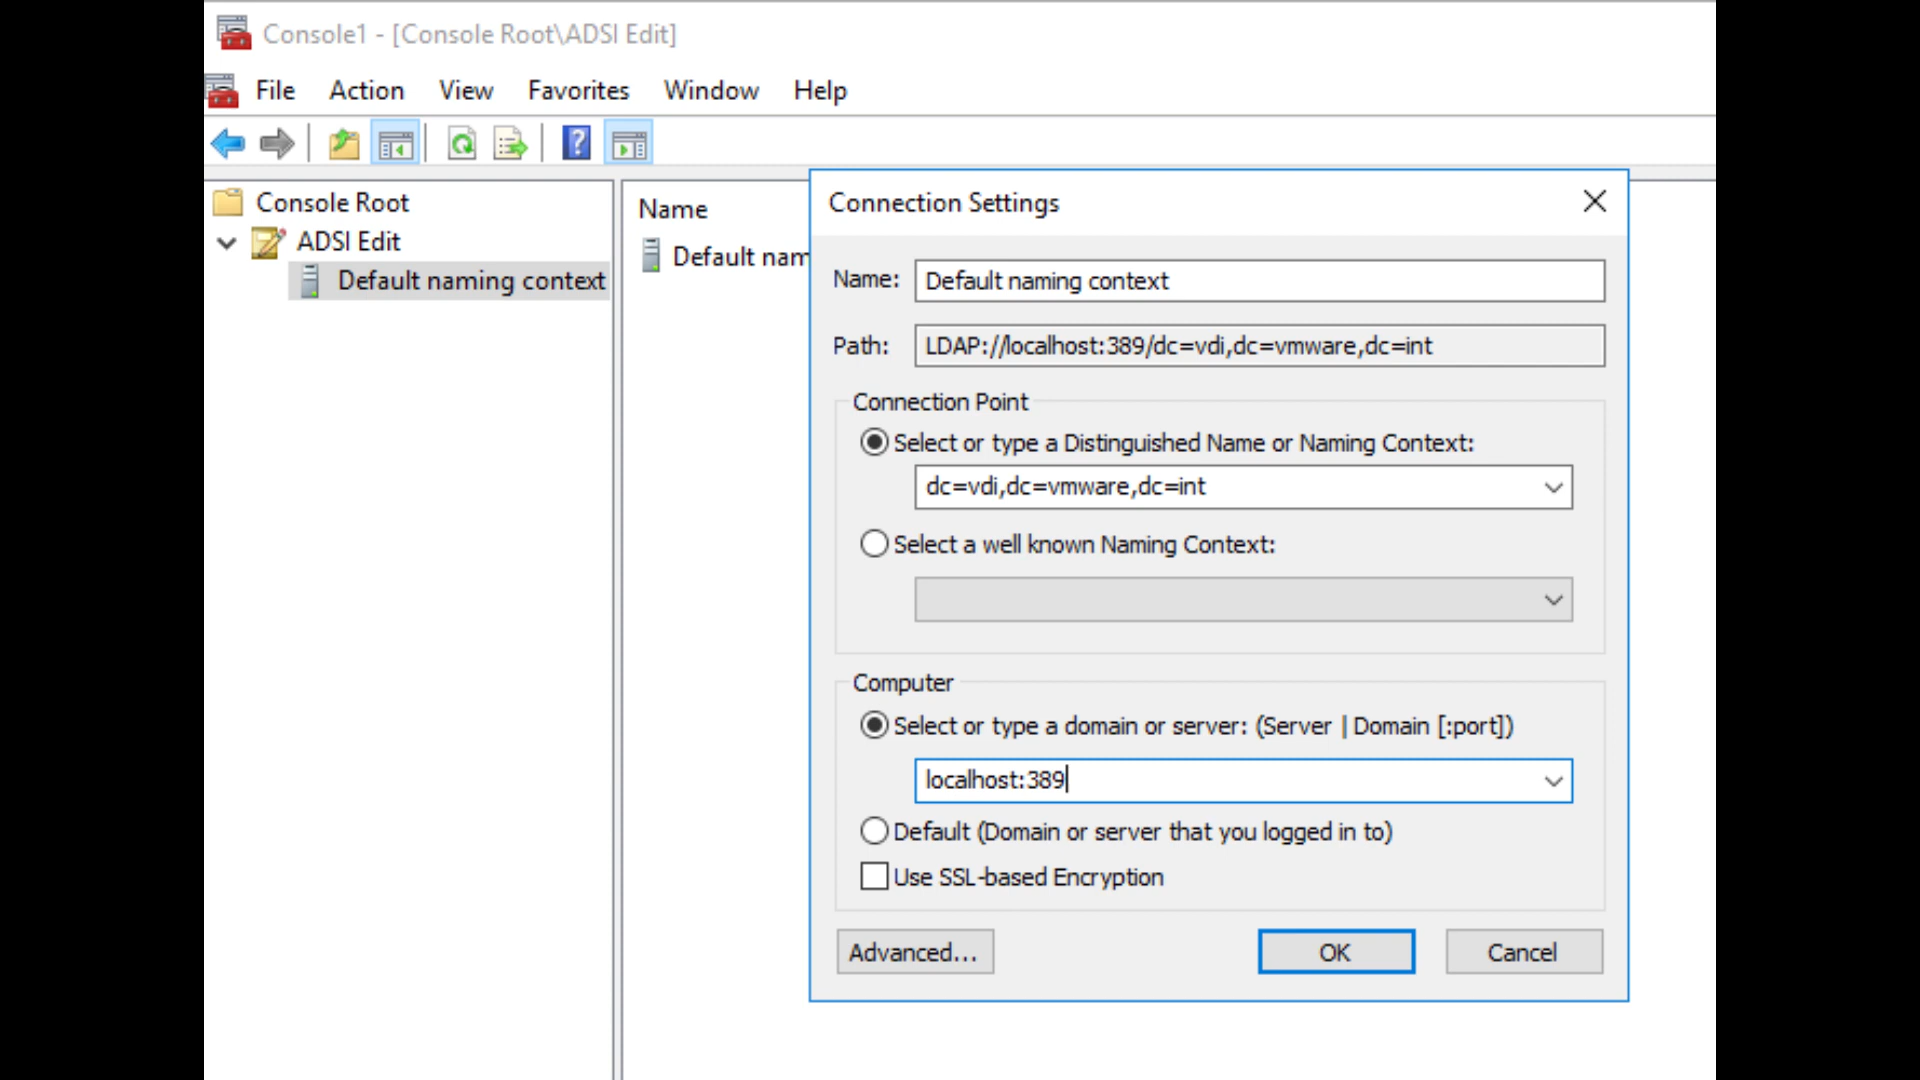 Console1 - [Console Root\ADSI Edit]
File Action View Favorites Window Help
Console Root
ADSI Edit
Default naming context
Name
Default nam
Connection Settings
Name: Default naming context
Path: LDAP://localhost:389/dc=vdi,dc=vmware,dc=int
Connection Point
Select or type a Distinguished Name or Naming Context:
dc=vdi,dc=vmware,dc=int
Select a well known Naming Context:
Computer
Select or type a domain or server: (Server | Domain [:port])
localhost:389
Default (Domain or server that you logged in to)
Use SSL-based Encryption
Advanced... OK Cancel